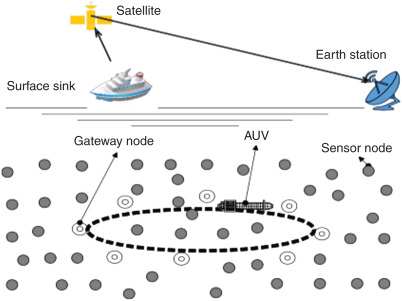 Satellite
Earth station
Surface sink
Gateway node
AUV
Sensor node